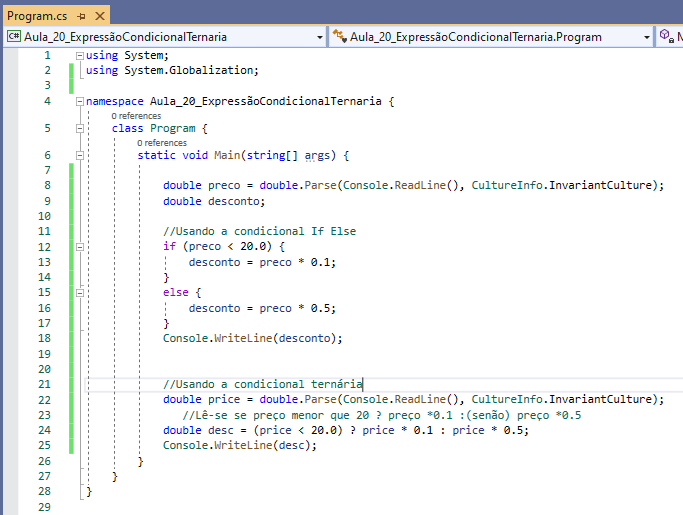 Program.cs
C# Aula_20_ExpressãoCondicionalTernaria Aula_20_ExpressãoCondicionalTernaria.Program
1 using System;
2 using System.Globalization;
3
4 namespace Aula_20_ExpressãoCondicionalTernaria {
0 references
5 class Program {
0 references
6 static void Main(string[] args) {
7
8 double preco = double.Parse(Console.ReadLine(), CultureInfo.InvariantCulture);
9 double desconto;
10
11 //Usando a condicional If Else
12 if (preco < 20.0) {
13 desconto = preco * 0.1;
14 }
15 else {
16 desconto = preco * 0.5;
17 }
18 Console.WriteLine(desconto);
19
20
21 //Usando a condicional ternária
22 double price = double.Parse(Console.ReadLine(), CultureInfo.InvariantCulture);
23 //Lê-se se preço menor que 20 ? preço *0.1 :(senão) preço *0.5
24 double desc = (price < 20.0) ? price * 0.1 : price * 0.5;
25 Console.WriteLine(desc);
26 }
27 }
28 }
29